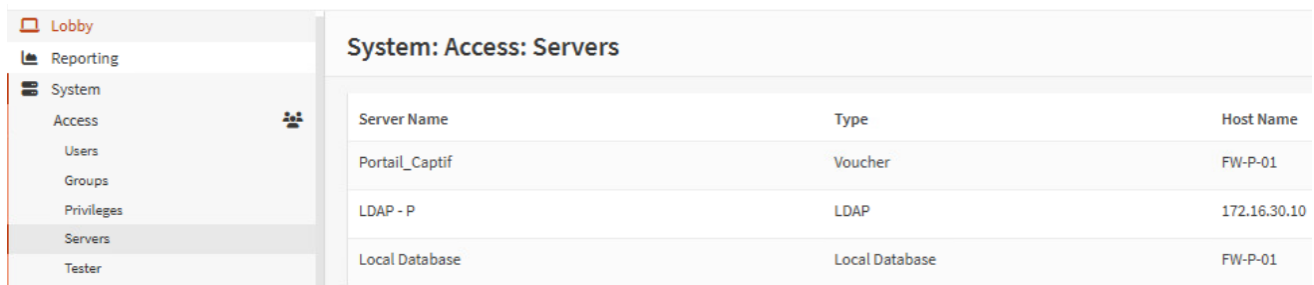 Lobby
Reporting
System
Access
Users
Groups
Privileges
Servers
Tester
System: Access: Servers
Server Name Type Host Name
Portail_Captif Voucher FW-P-01
LDAP - P LDAP 172.16.30.10
Local Database Local Database FW-P-01